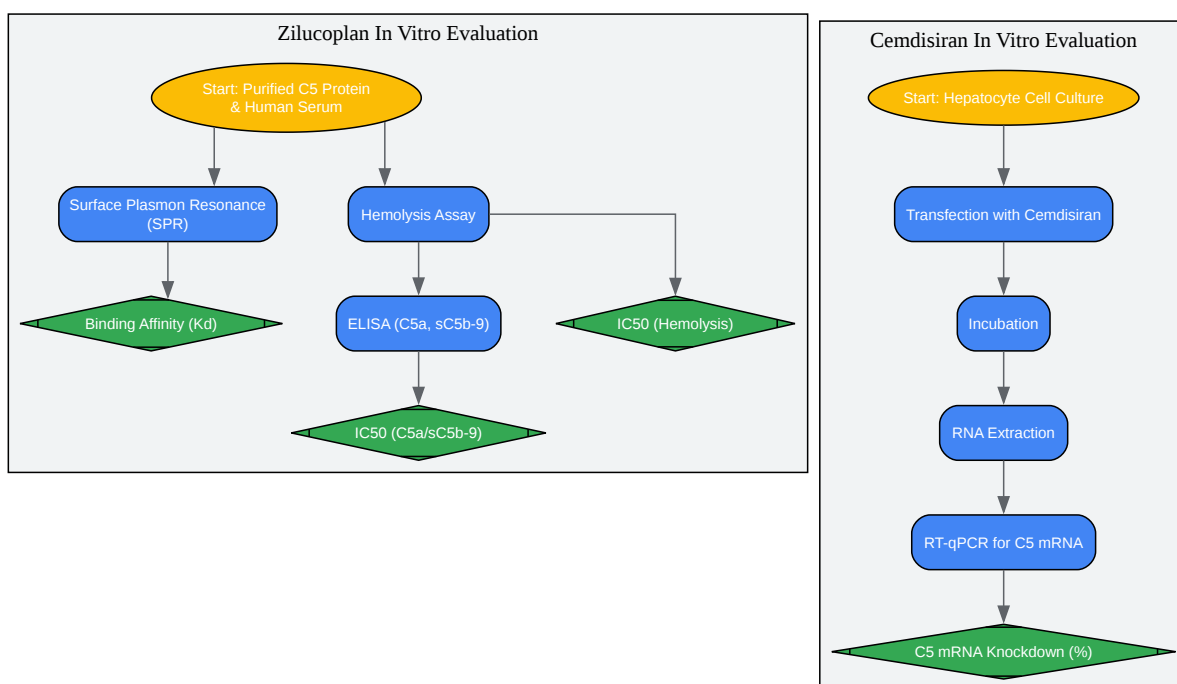 Zilucoplan In Vitro Evaluation
Start: Purified C5 Protein
& Human Serum
Surface Plasmon Resonance
(SPR)
Hemolysis Assay
Binding Affinity (Kd)
ELISA (C5a, sC5b-9)
IC50 (Hemolysis)
IC50 (C5a/sC5b-9)
Cemdisiran In Vitro Evaluation
Start: Hepatocyte Cell Culture
Transfection with Cemdisiran
Incubation
RNA Extraction
RT-qPCR for C5 mRNA
C5 mRNA Knockdown (%)